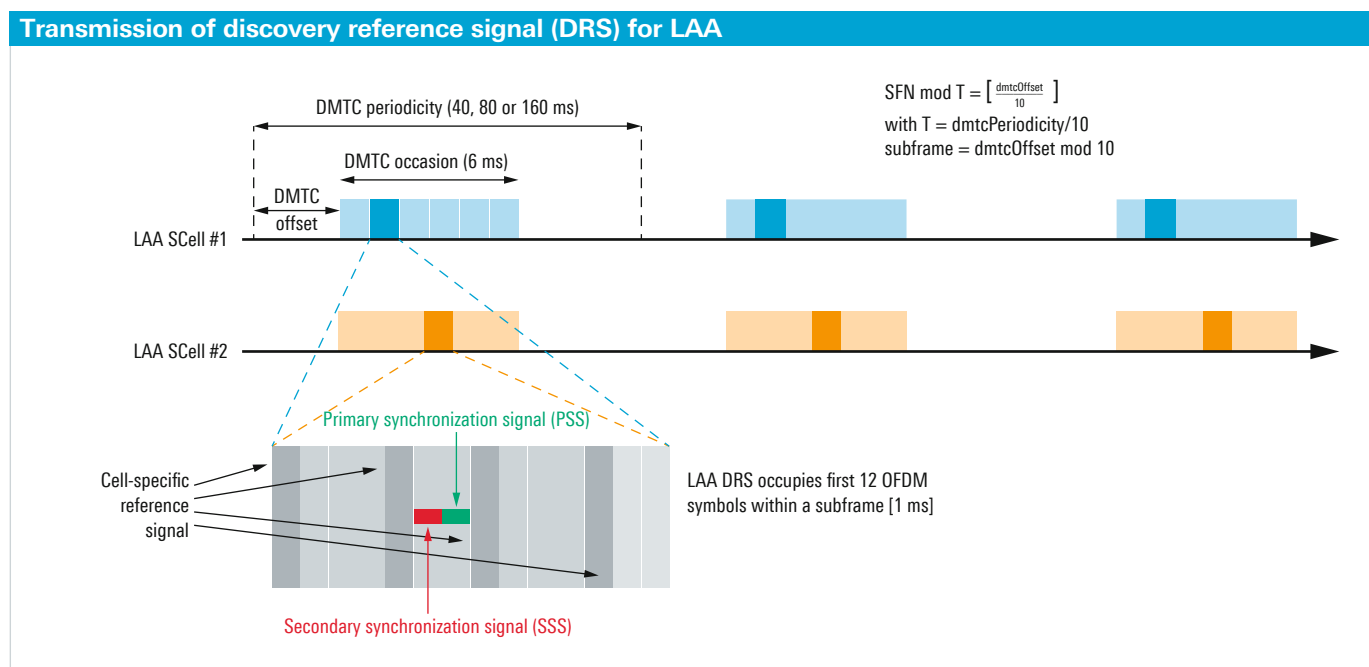 Transmission of discovery reference signal (DRS) for LAA
DMTC periodicity (40, 80 or 160 ms)
SFN mod T = [ dmtcOffset / 10 ]
with T = dmtcPeriodicity/10
subframe = dmtcOffset mod 10
DMTC occasion (6 ms)
DMTC
offset
LAA SCell #1
LAA SCell #2
Primary synchronization signal (PSS)
Cell-specific
reference
signal
LAA DRS occupies first 12 OFDM
symbols within a subframe [1 ms]
Secondary synchronization signal (SSS)